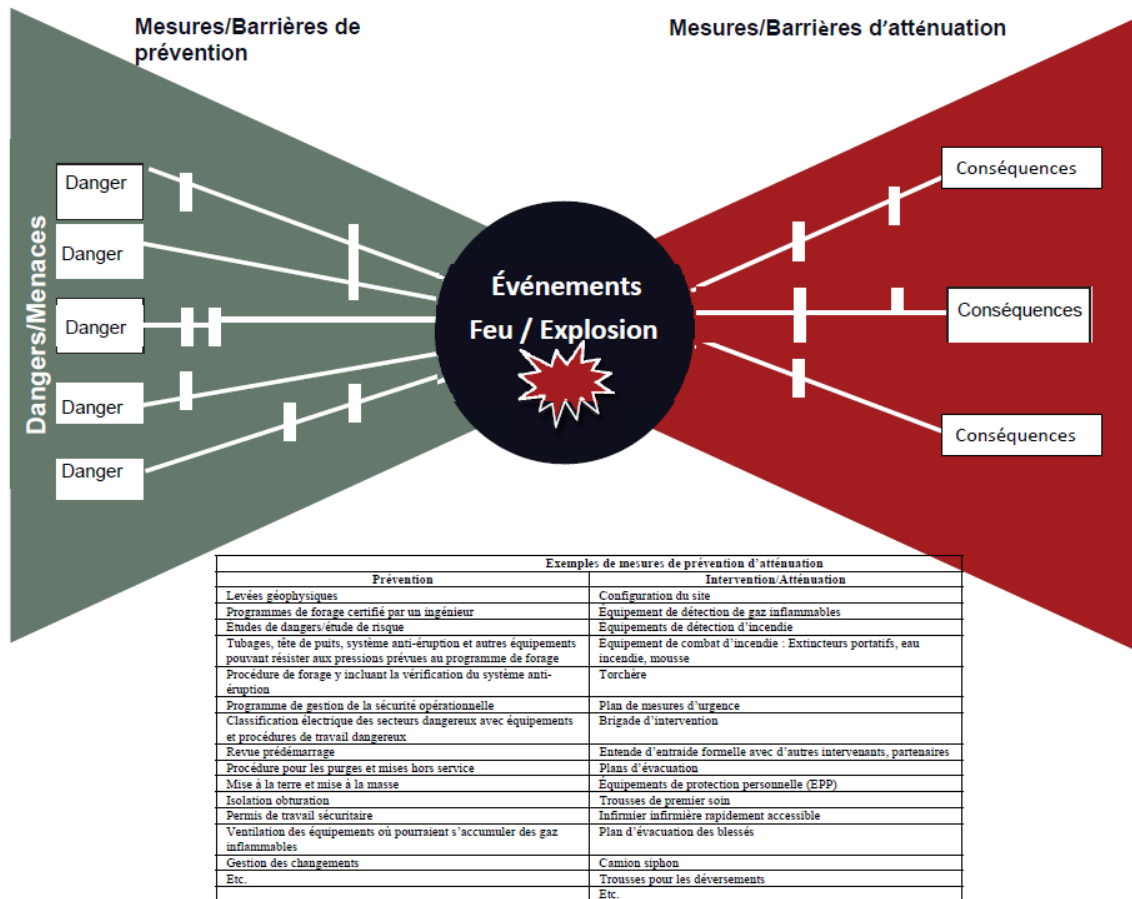 Mesures/Barrières de
prévention
Mesures/Barrières d'atténuation
Dangers/Menaces
Danger
Danger
Danger
Danger
Danger
Événements
Feu / Explosion
Conséquences
Conséquences
Conséquences
Exemples de mesures de prévention d'atténuation
Prévention
Intervention/Atténuation
Levées géophysiques
Configuration du site
Programmes de forage certifié par un ingénieur
Équipement de détection de gaz inflammables
Études de dangers/étude de risque
Équipements de détection d'incendie
Tubages, tête de puits, système anti-éruption et autres équipements
pouvant résister aux pressions prévues au programme de forage
Équipement de combat d'incendie : Extincteurs portatifs, eau
incendie, mousse
Procédure de forage y incluant la vérification du système anti-
éruption
Torchère
Programme de gestion de la sécurité opérationnelle
Plan de mesures d'urgence
Classification électrique des secteurs dangereux avec équipements
et procédures de travail dangereux
Brigade d'intervention
Revue prédémarrage
Entende d'entraide formelle avec d'autres intervenants, partenaires
Procédure pour les purges et mises hors service
Plans d'évacuation
Mise à la terre et mise à la masse
Équipements de protection personnelle (EPP)
Isolation obturation
Trousses de premier soin
Permis de travail sécuritaire
Infirmier infirmière rapidement accessible
Ventilation des équipements où pourraient s'accumuler des gaz
inflammables
Plan d'évacuation des blessés
Gestion des changements
Camion siphon
Etc.
Trousses pour les déversements
Etc.